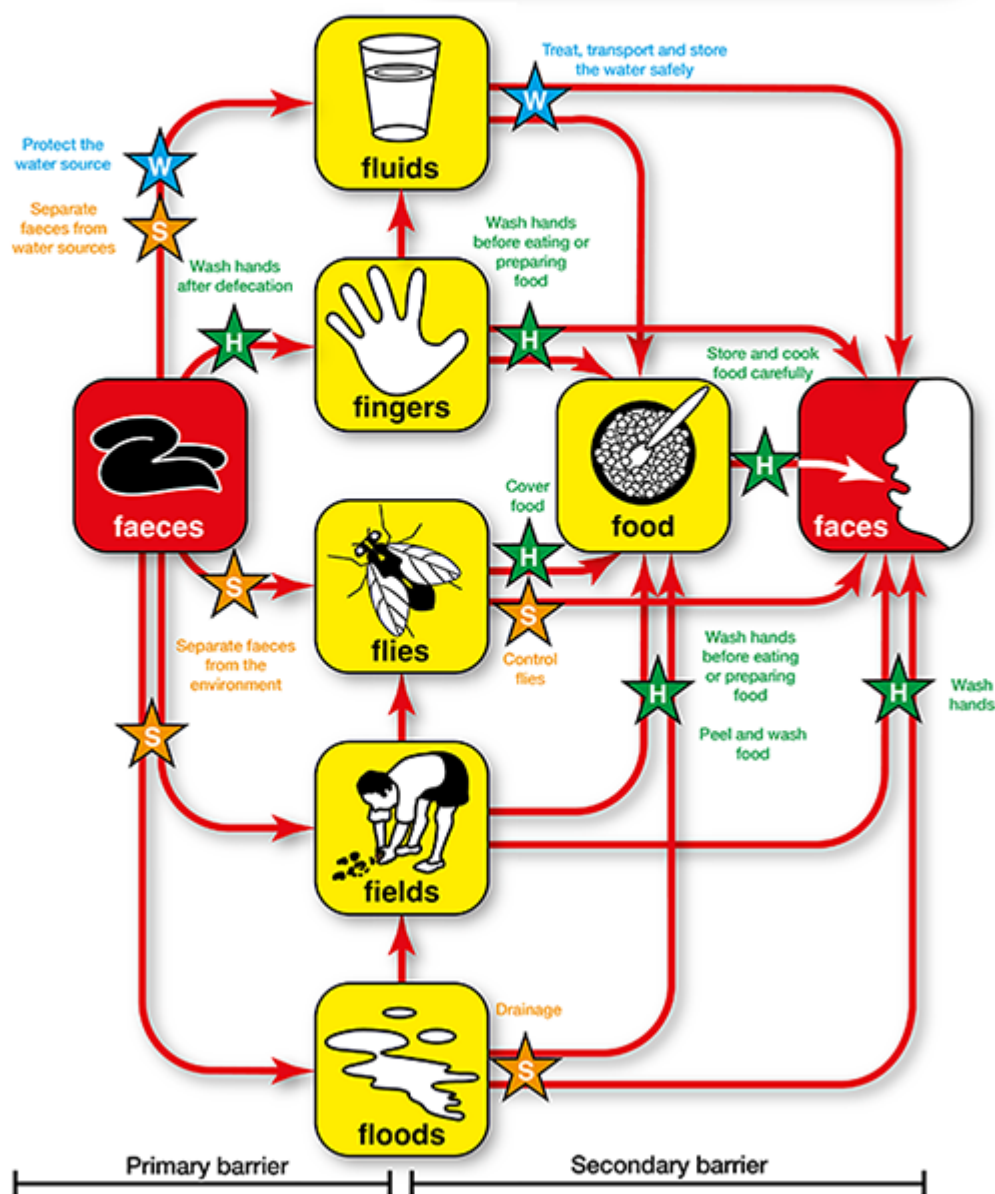 Treat, transport and store
the water safely
W
fluids
Protect the
water source
W
Separate
faeces from
water sources
S
Wash hands
before eating or
preparing
food
Wash hands
after defecation
H
H
fingers
Store and cook
food carefully
faeces
food
H
faces
Cover
food
H
S
S
flies
Separate faeces
from the
environment
Control
flies
Wash hands
before eating
or preparing
food
H
H
Wash
hands
Peel and wash
food
S
fields
Drainage
S
floods
Primary barrier
Secondary barrier